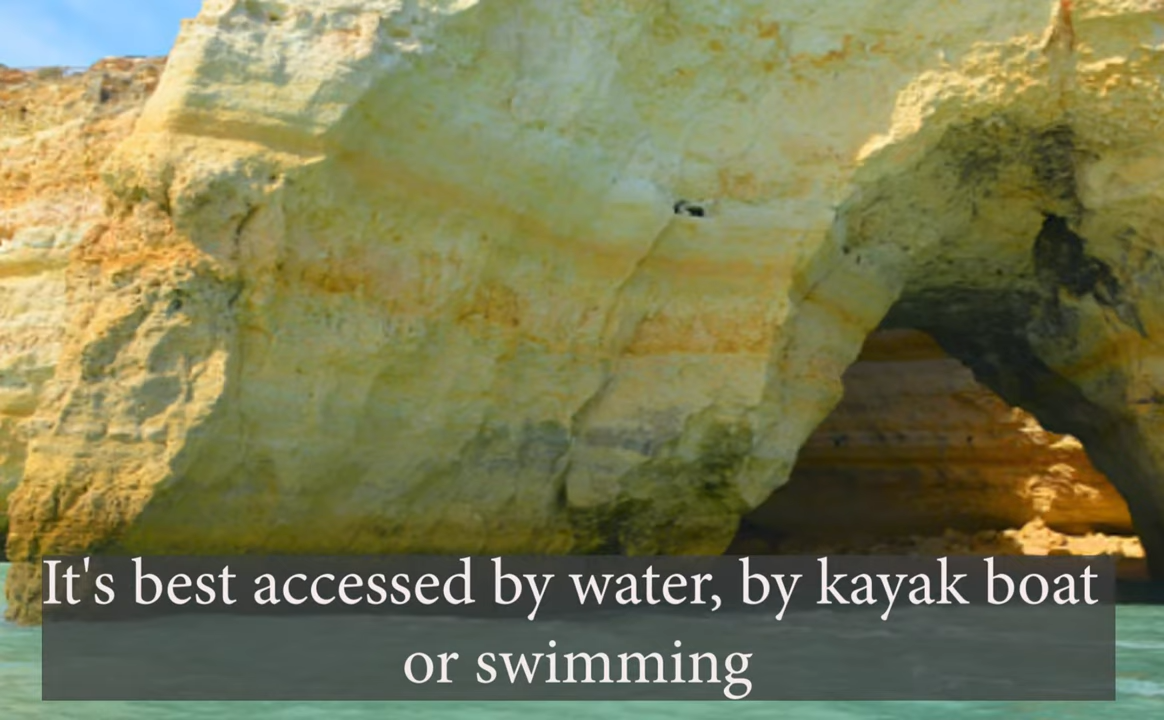 It's best accessed by water, by kayak boat
or swimming